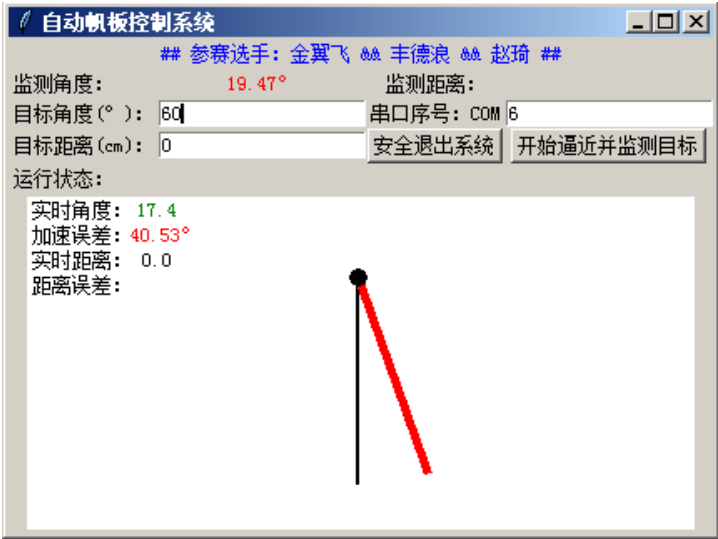 自动帆板控制系统
## 参赛选手: 金翼飞 && 丰德浪 && 赵琦 ##
监测角度: 19.47° 监测距离:
目标角度(° ): 60 串口序号: COM 6
目标距离(cm): 0 安全退出系统 开始逼近并监测目标
运行状态:
实时角度: 17.4
加速误差: 40.53°
实时距离: 0.0
距离误差: